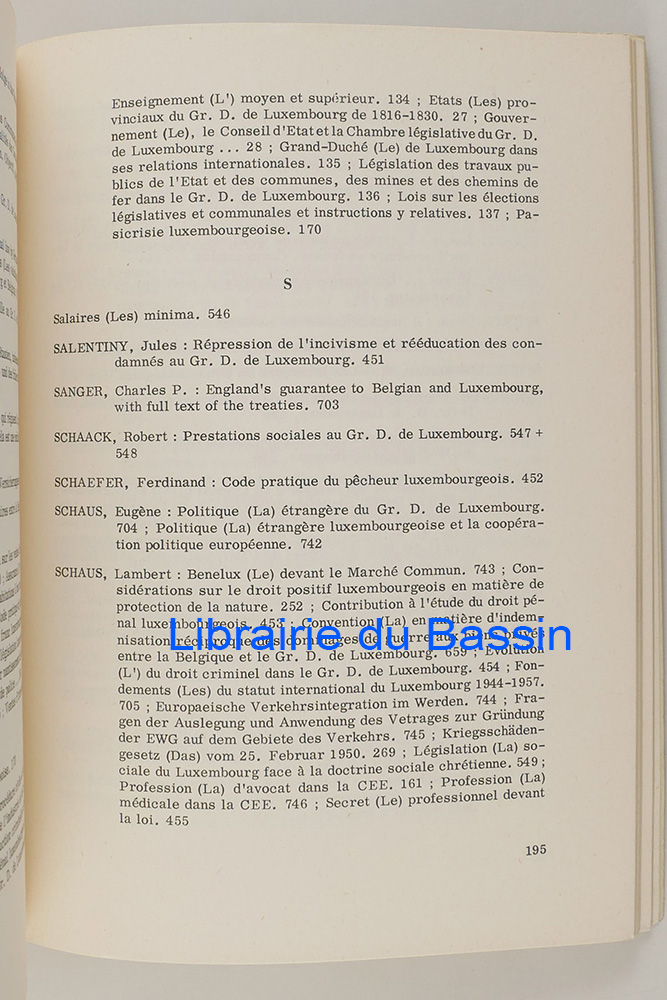 Enseignement (L') moyen et supérieur. 134 ; Etats (Les) pro-
vinciaux du Gr. D. de Luxembourg de 1816-1830. 27 ; Gouver-
nement (Le), le Conseil d'Etat et la Chambre législative du Gr. D.
de Luxembourg ... 28 ; Grand-Duché (Le) de Luxembourg dans
ses relations internationales. 135 ; Législation des travaux pu-
blics de l'Etat et des communes, des mines et des chemins de
fer dans le Gr. D. de Luxembourg. 136 ; Lois sur les élections
législatives et communales et instructions y relatives. 137 ; Pa-
sicrisie luxembourgeoise. 170
S
Salaires (Les) minima. 546
SALENTINY, Jules : Répression de l'incivisme et rééducation des con-
damnés au Gr. D. de Luxembourg. 451
SANGER, Charles P. : England's guarantee to Belgian and Luxembourg,
with full text of the treaties. 703
SCHAACK, Robert : Prestations sociales au Gr. D. de Luxembourg. 547 +
548
SCHAEFER, Ferdinand : Code pratique du pêcheur luxembourgeois. 452
SCHAUS, Eugène : Politique (La) étrangère du Gr. D. de Luxembourg.
704 ; Politique (La) étrangère luxembourgeoise et la coopéra-
tion politique européenne. 742
SCHAUS, Lambert : Benelux (Le) devant le Marché Commun. 743 ; Con-
sidérations sur le droit positif luxembourgeois en matière de
protection de la nature. 252 ; Contribution à l'étude du droit pé-
nal luxembourgeois. 453 ; Convention (La) en matière d'indem-
nisation réciproque des dommages de guerre aux biens privés
entre la Belgique et le Gr. D. de Luxembourg. 659 ; Evolution
(L') du droit criminel dans le Gr. D. de Luxembourg. 454 ; Fon-
dements (Les) du statut international du Luxembourg 1944-1957.
705 ; Europaeische Verkehrsintegration im Werden. 744 ; Fra-
gen der Auslegung und Anwendung des Vetrages zur Gründung
der EWG auf dem Gebiete des Verkehrs. 745 ; Kriegsschäden-
gesetz (Das) vom 25. Februar 1950. 269 ; Législation (La) so-
ciale du Luxembourg face à la doctrine sociale chrétienne. 549 ;
Profession (La) d'avocat dans la CEE. 161 ; Profession (La)
médicale dans la CEE. 746 ; Secret (Le) professionnel devant
la loi. 455
195
Librairie du Bassin